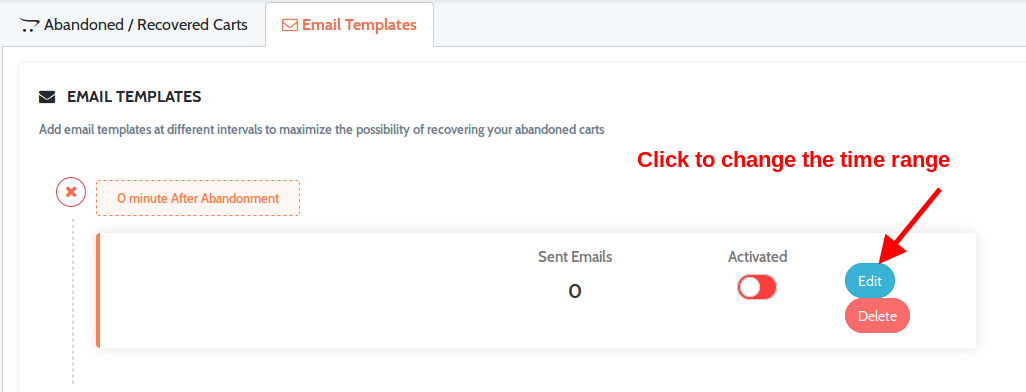 Abandoned / Recovered Carts
Email Templates
EMAIL TEMPLATES
Add email templates at different intervals to maximize the possibility of recovering your abandoned carts
Click to change the time range
0 minute After Abandonment
Sent Emails
Activated
0
Edit
Delete